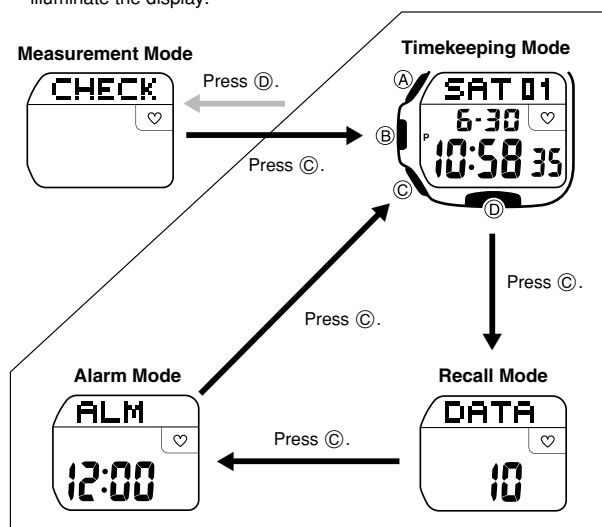 illuminate the display.
Measurement Mode
Timekeeping Mode
CHECK
Press Ⓓ.
Ⓐ
SAT 01
6-30
Ⓑ
P
10:58 35
Press Ⓒ.
Ⓒ
Ⓓ
Press Ⓒ.
Press Ⓒ.
Alarm Mode
Recall Mode
ALM
DATA
Press Ⓒ.
12:00
10